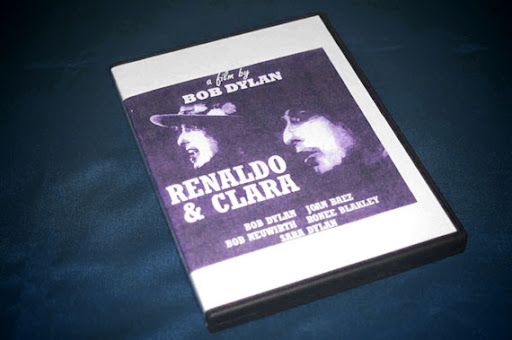 a film by
BOB DYLAN
RENALDO
& CLARA
BOB DYLAN JOAN BAEZ
BOB NEUWIRTH RONEE BLAKLEY
SARA DYLAN